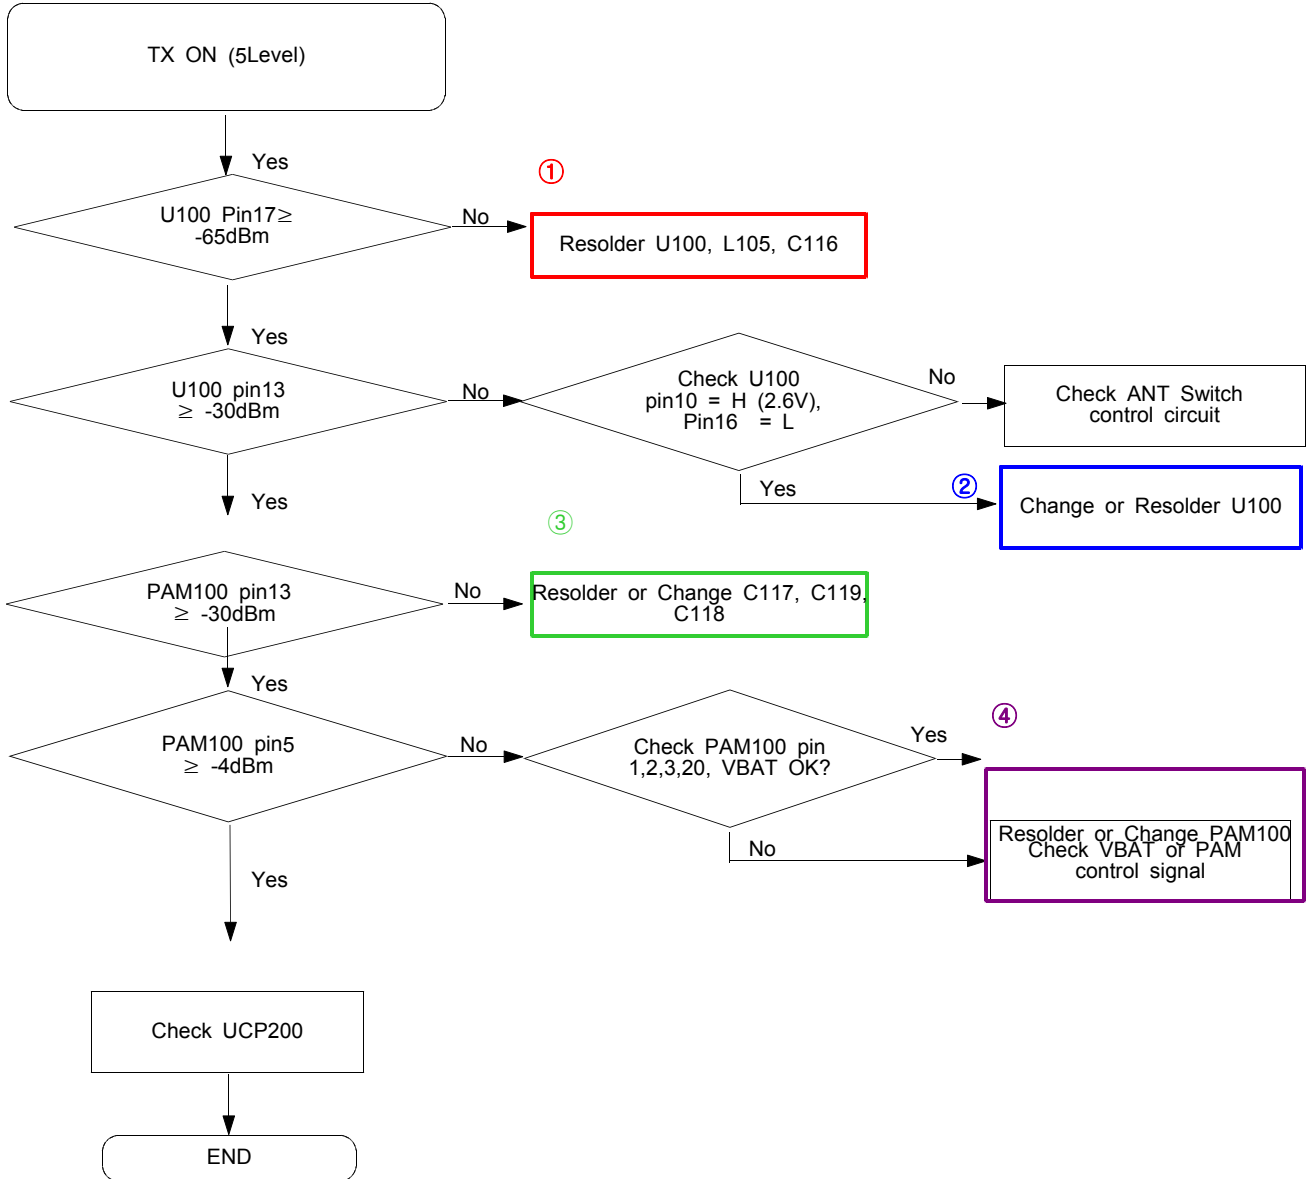 TX ON (5Level)
Yes
①
U100 Pin17≥
-65dBm
No
Resolder U100, L105, C116
Yes
U100 pin13
≥ -30dBm
No
Check U100
pin10 = H (2.6V),
Pin16 = L
No
Check ANT Switch
control circuit
Yes
Yes
②
Change or Resolder U100
③
PAM100 pin13
≥ -30dBm
No
Resolder or Change C117, C119,
C118
Yes
PAM100 pin5
≥ -4dBm
No
Check PAM100 pin
1,2,3,20, VBAT OK?
Yes
④
Resolder or Change PAM100
No
Check VBAT or PAM
control signal
Yes
Check UCP200
END